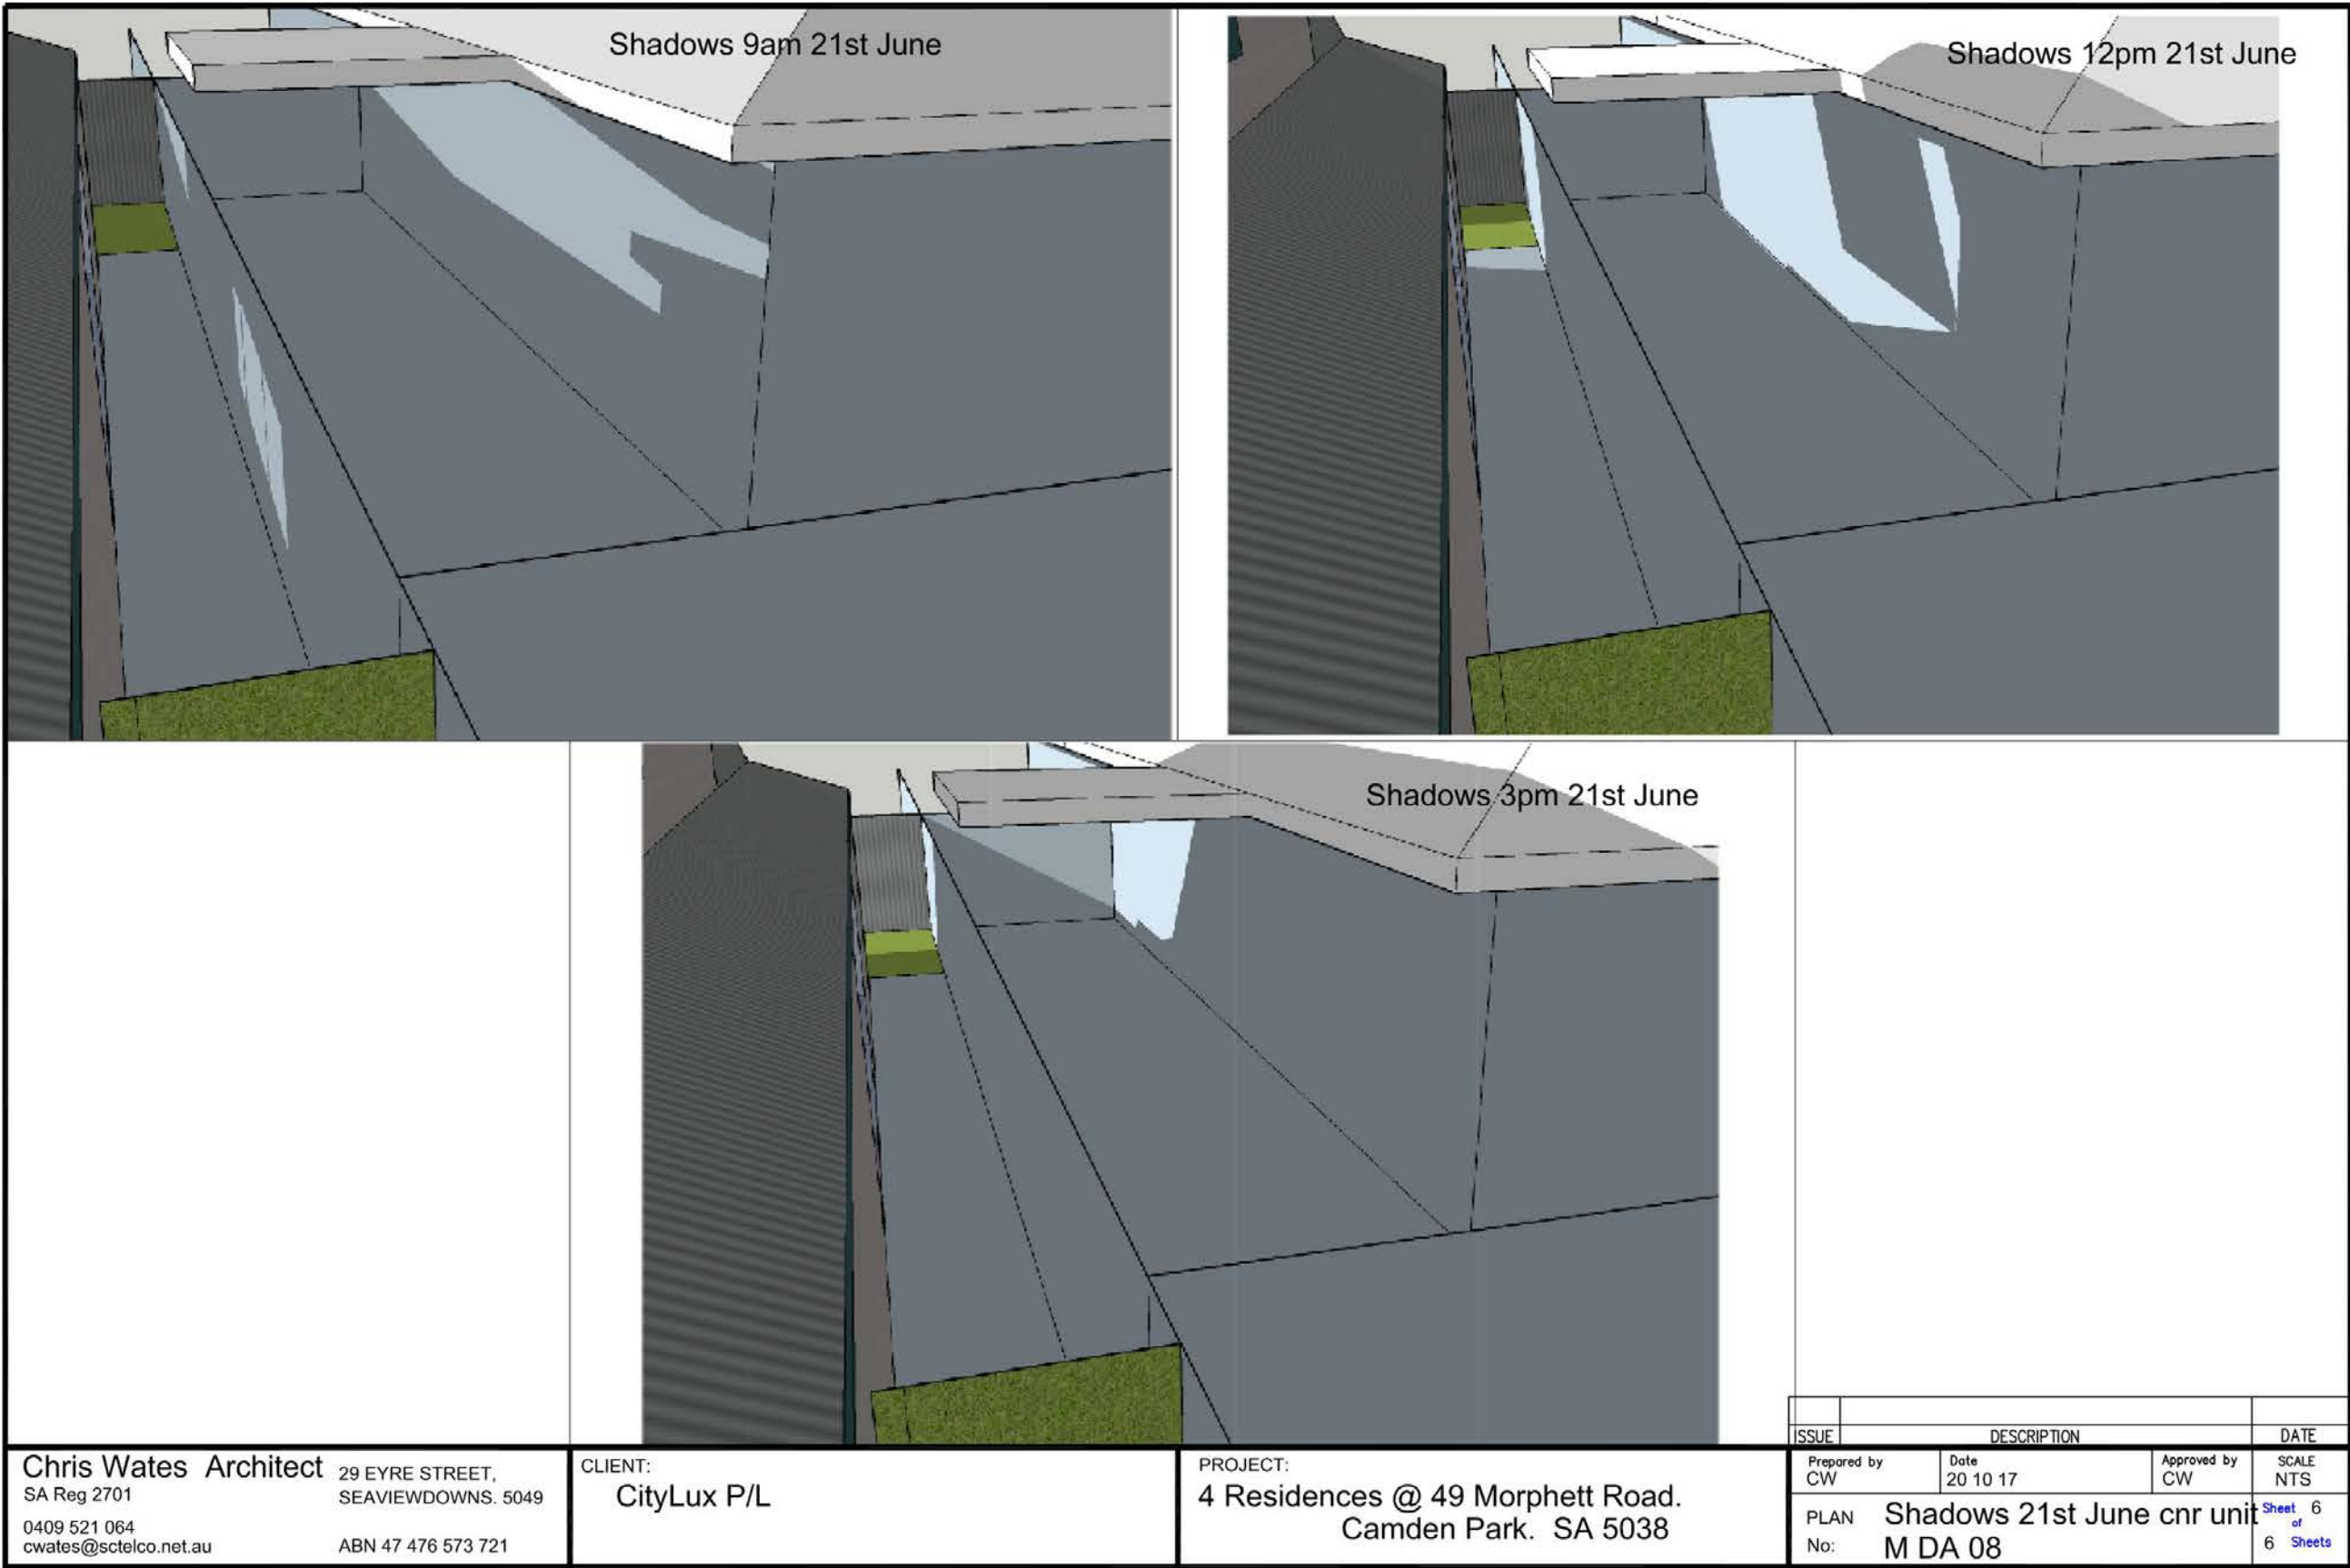 Shadows 9am 21st June
Shadows 12pm 21st June
Shadows 3pm 21st June
ISSUE DESCRIPTION DATE
Chris Wates Architect
SA Reg 2701
0409 521 064
cwates@sctelco.net.au
29 EYRE STREET,
SEAVIEWDOWNS. 5049
ABN 47 476 573 721
CLIENT:
CityLux P/L
PROJECT:
4 Residences @ 49 Morphett Road.
Camden Park. SA 5038
Prepared by
CW
Date
20 10 17
Approved by
CW
SCALE
NTS
PLAN Shadows 21st June cnr unit
No: M DA 08
Sheet 6
of
6 Sheets